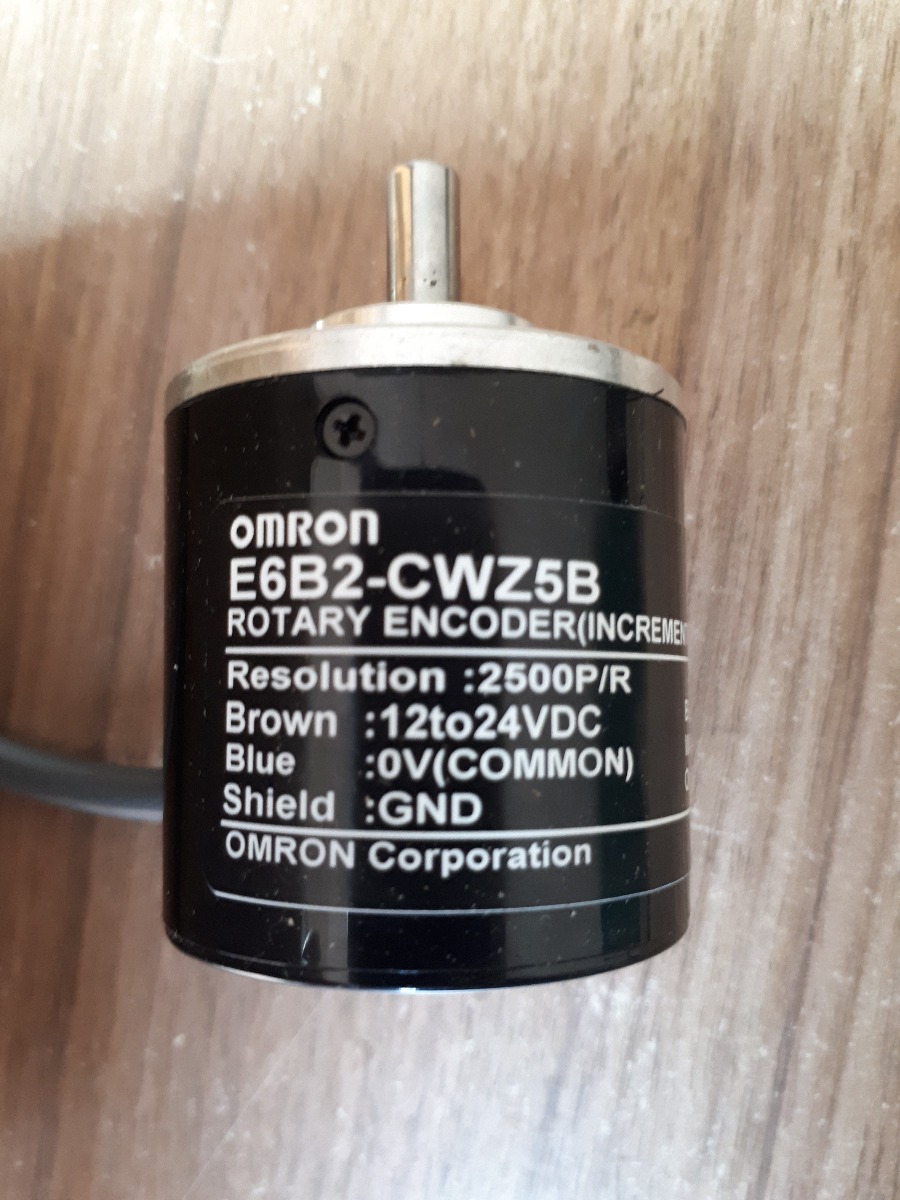 OMRON
E6B2-CWZ5B
ROTARY ENCODER(INCREMEN
Resolution :2500P/R
Brown :12to24VDC
Blue :0V(COMMON)
Shield :GND
OMRON Corporation